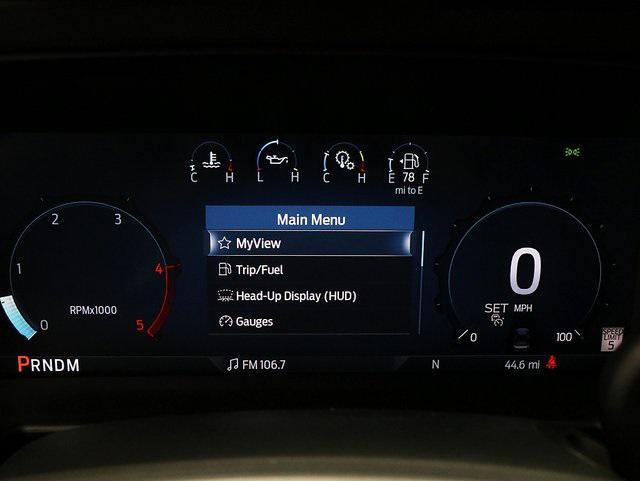 C H
L H
C H
E 78 F
mi to E
Main Menu
MyView
Trip/Fuel
Head-Up Display (HUD)
Gauges
0
1
2
3
4
5
RPMx1000
0
SET
MPH
0
100
SPEED
LIMIT
5
PRNDM
FM 106.7
N
44.6 mi